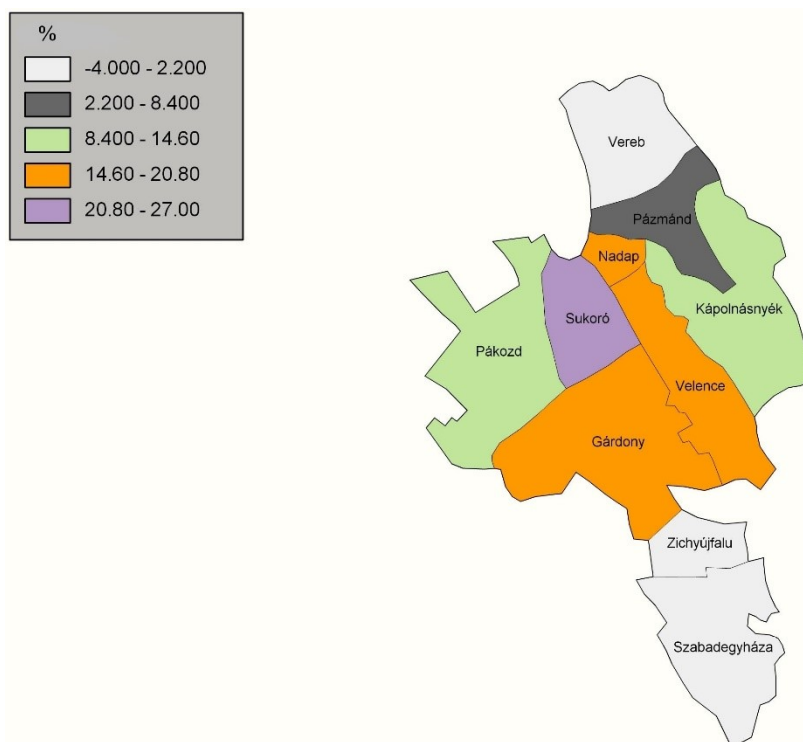 %
-4.000 - 2.200
2.200 - 8.400
8.400 - 14.60
14.60 - 20.80
20.80 - 27.00
Vereb
Pázmánd
Nadap
Kápolnásnyék
Sukoró
Pákozd
Velence
Gárdony
Zichyújfalu
Szabadegyháza